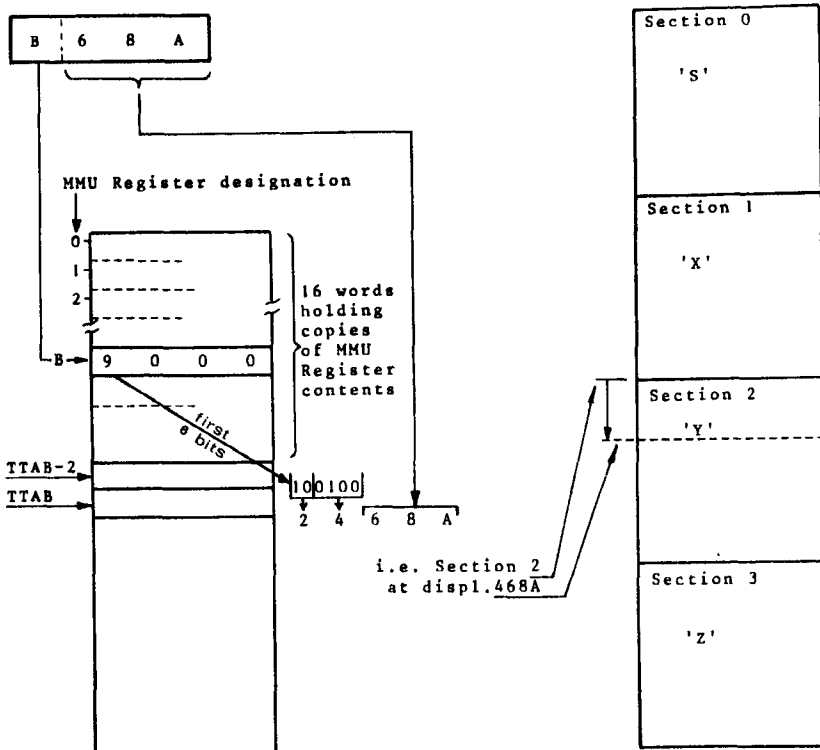 B 6 8 A
MMU Register designation
0
1
2
16 words
holding
copies
of MMU
Register
contents
B
9 0 0 0
first
6 bits
TTAB-2
TTAB
10 0100
2 4 6 8 A
i.e. Section 2
at displ.468A
Section 0
'S'
Section 1
'X'
Section 2
'Y'
Section 3
'Z'